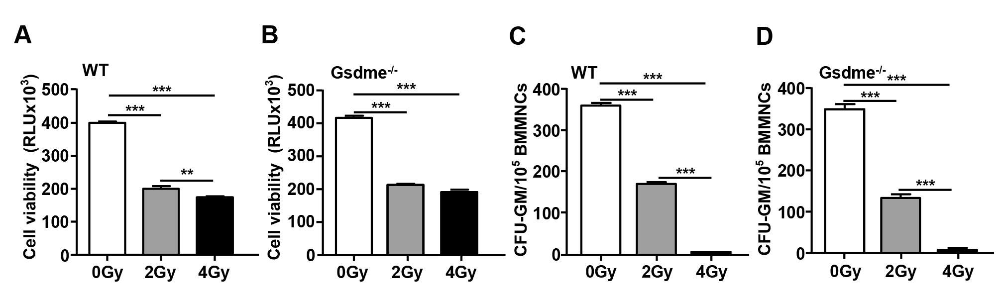 A
WT
Cell viability (RLUx10³)
500
400
300
200
100
0
***
***
**
0Gy
2Gy
4Gy
B
Gsdme⁻/⁻
Cell viability (RLUx10³)
500
400
300
200
100
0
***
***
0Gy
2Gy
4Gy
C
WT
CFU-GM/10⁵ BMMNCs
400
300
200
100
0
***
***
***
0Gy
2Gy
4Gy
D
Gsdme⁻/⁻
CFU-GM/10⁵ BMMNCs
400
300
200
100
0
***
***
***
0Gy
2Gy
4Gy